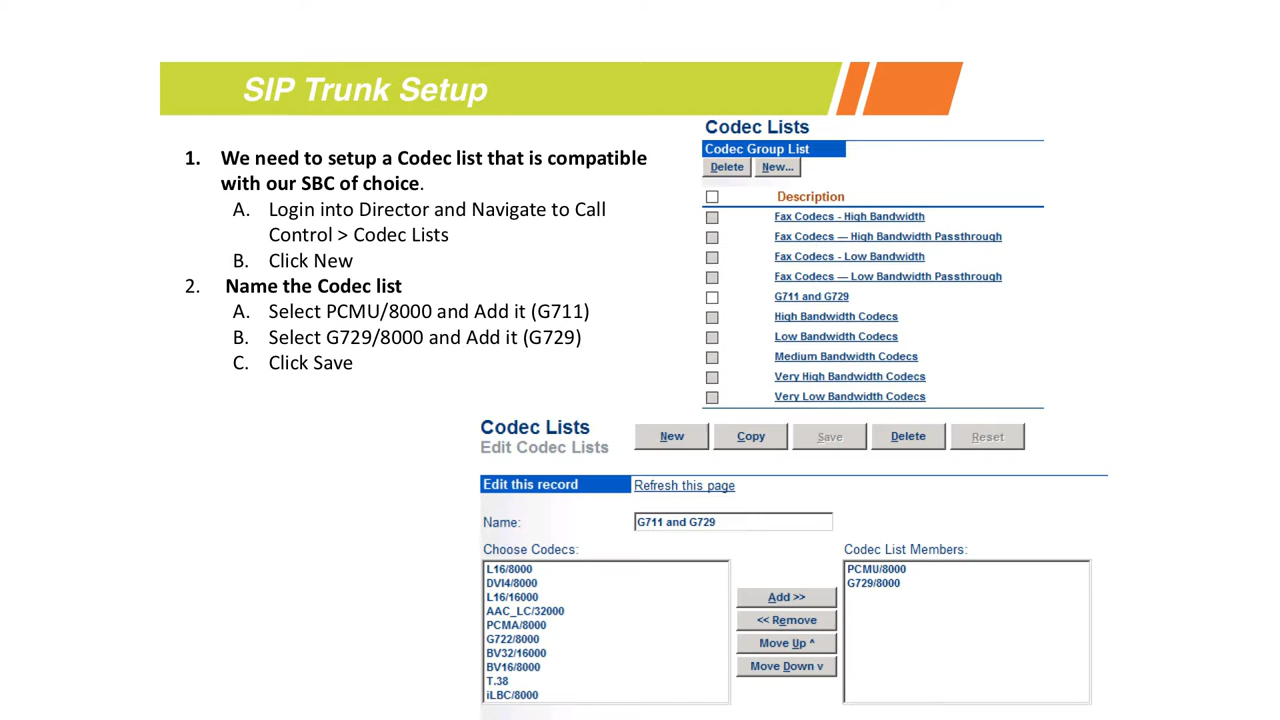 SIP Trunk Setup
1. We need to setup a Codec list that is compatible
with our SBC of choice.
A. Login into Director and Navigate to Call
Control > Codec Lists
B. Click New
2. Name the Codec list
A. Select PCMU/8000 and Add it (G711)
B. Select G729/8000 and Add it (G729)
C. Click Save
Codec Lists
Codec Group List
Delete New...
Description
Fax Codecs - High Bandwidth
Fax Codecs — High Bandwidth Passthrough
Fax Codecs - Low Bandwidth
Fax Codecs — Low Bandwidth Passthrough
G711 and G729
High Bandwidth Codecs
Low Bandwidth Codecs
Medium Bandwidth Codecs
Very High Bandwidth Codecs
Very Low Bandwidth Codecs
Codec Lists
Edit Codec Lists
New Copy Save Delete Reset
Edit this record Refresh this page
Name: G711 and G729
Choose Codecs:
L16/8000
DVI4/8000
L16/16000
AAC_LC/32000
PCMA/8000
G722/8000
BV32/16000
BV16/8000
T.38
iLBC/8000
Add >>
<< Remove
Move Up ^
Move Down v
Codec List Members:
PCMU/8000
G729/8000